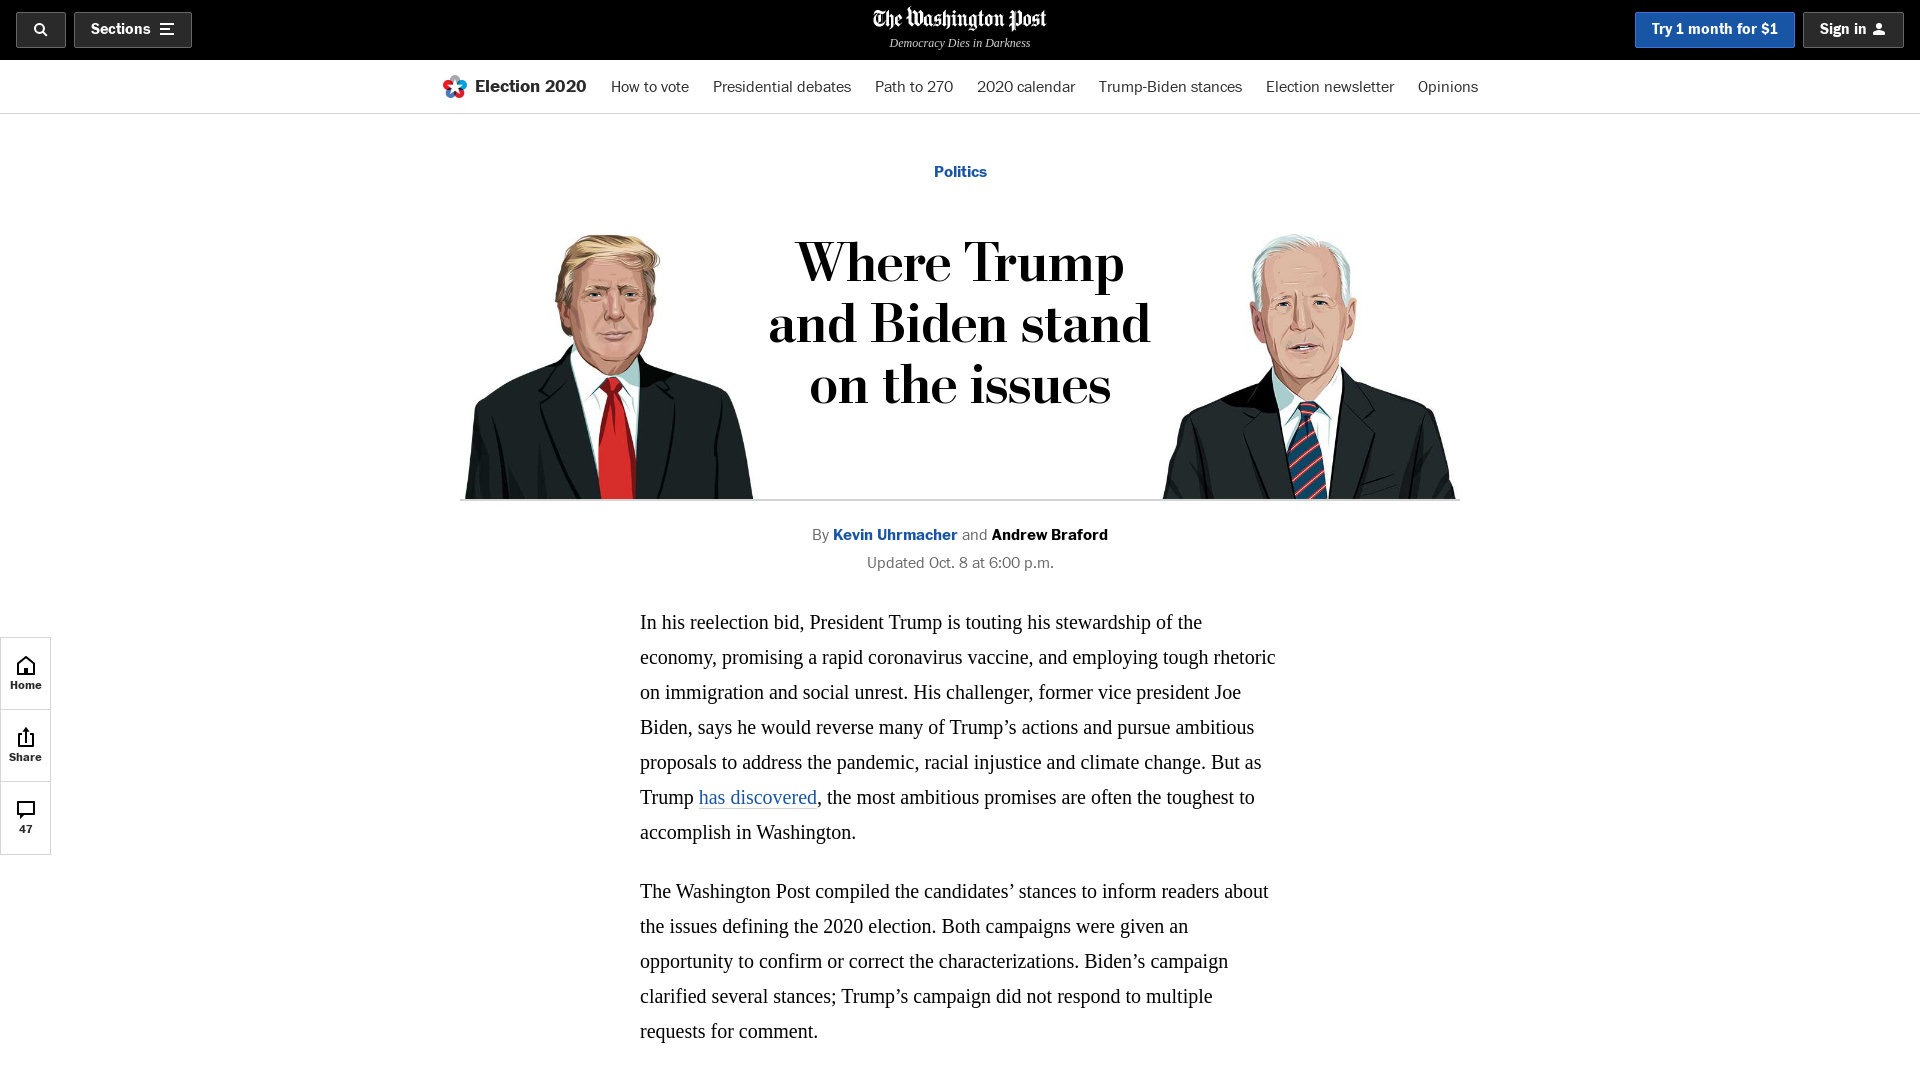 Sections
The Washington Post
Democracy Dies in Darkness
Try 1 month for $1
Sign in
Election 2020
How to vote
Presidential debates
Path to 270
2020 calendar
Trump-Biden stances
Election newsletter
Opinions
Politics
Where Trump
and Biden stand
on the issues
By Kevin Uhrmacher and Andrew Braford
Updated Oct. 8 at 6:00 p.m.
In his reelection bid, President Trump is touting his stewardship of the
economy, promising a rapid coronavirus vaccine, and employing tough rhetoric
on immigration and social unrest. His challenger, former vice president Joe
Biden, says he would reverse many of Trump’s actions and pursue ambitious
proposals to address the pandemic, racial injustice and climate change. But as
Trump has discovered, the most ambitious promises are often the toughest to
accomplish in Washington.
The Washington Post compiled the candidates’ stances to inform readers about
the issues defining the 2020 election. Both campaigns were given an
opportunity to confirm or correct the characterizations. Biden’s campaign
clarified several stances; Trump’s campaign did not respond to multiple
requests for comment.
Home
Share
47